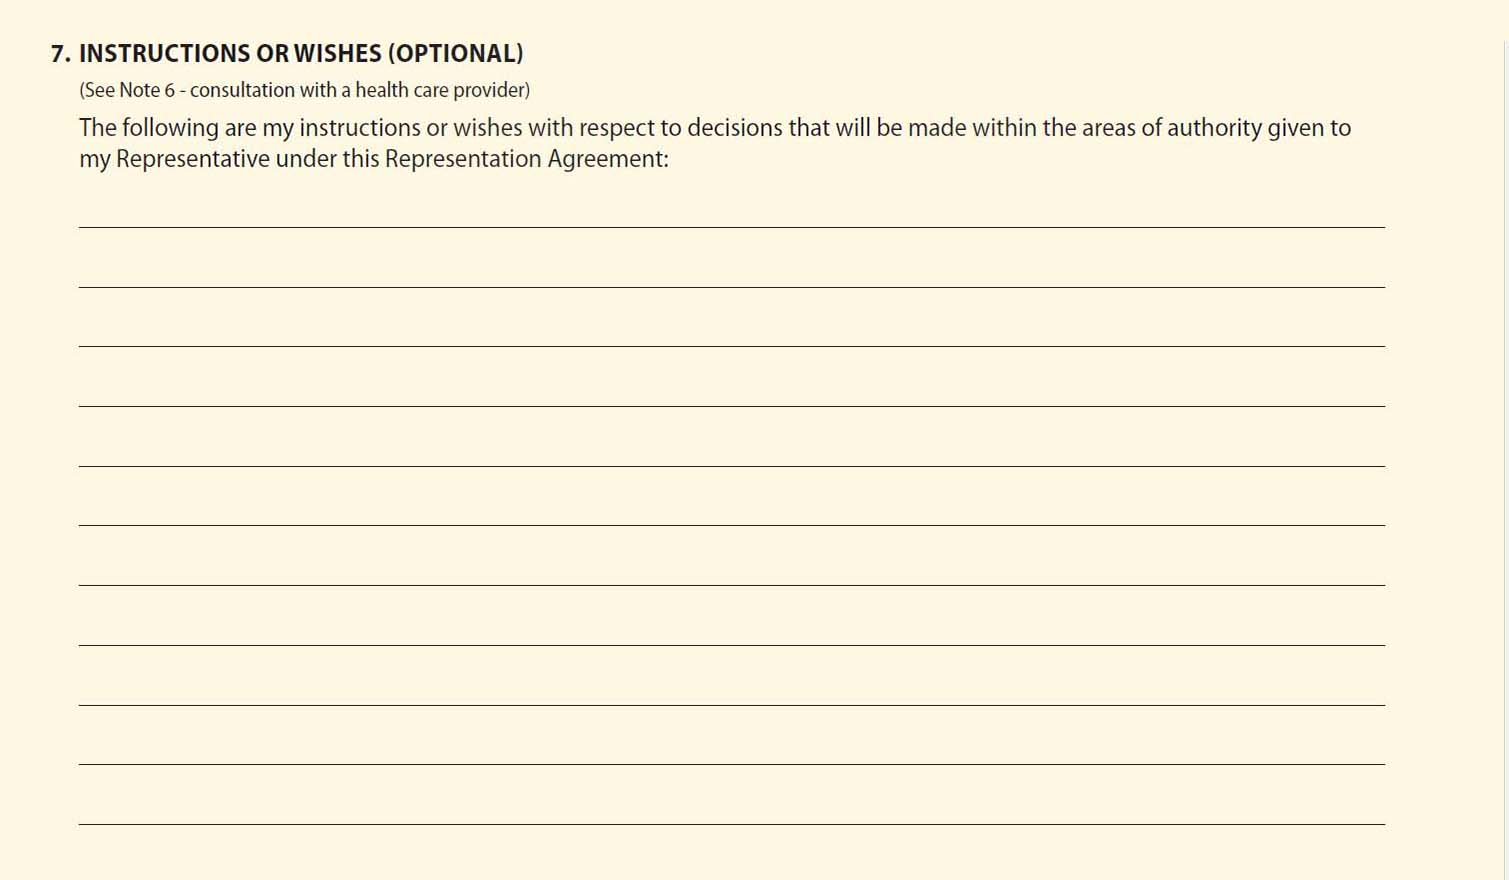 7. INSTRUCTIONS OR WISHES (OPTIONAL)
(See Note 6 - consultation with a health care provider)
The following are my instructions or wishes with respect to decisions that will be made within the areas of authority given to
my Representative under this Representation Agreement: